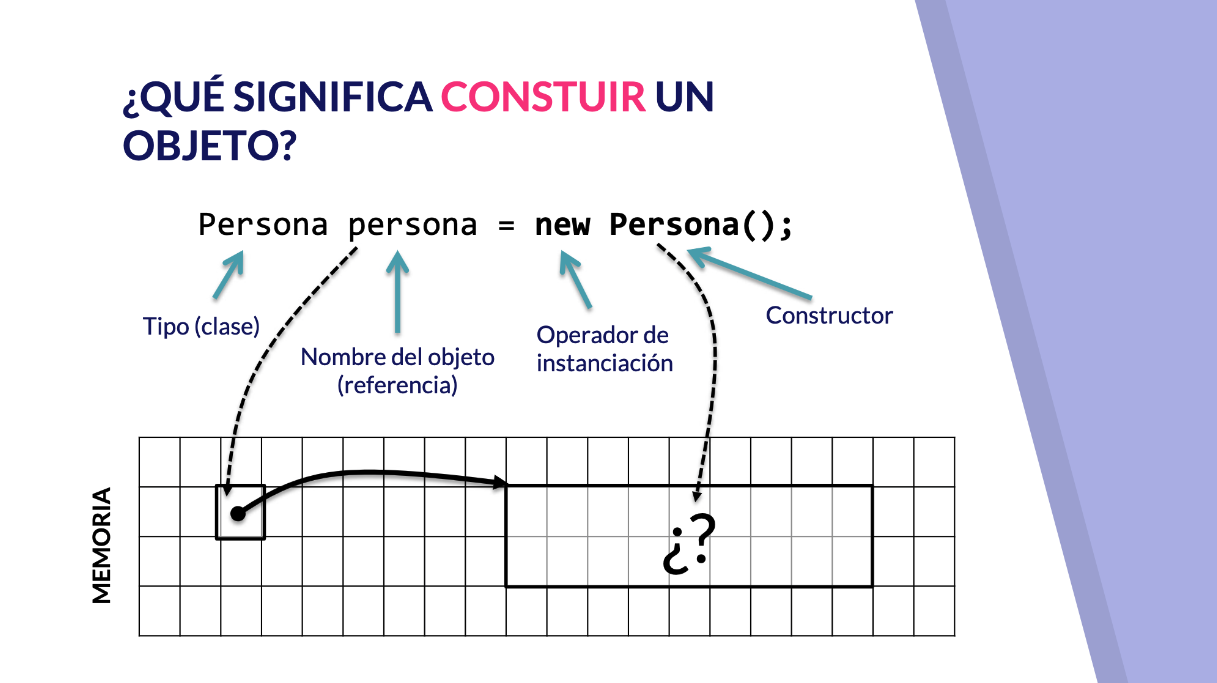 ¿QUÉ SIGNIFICA CONSTUIR UN
OBJETO?
Persona persona = new Persona();
Tipo (clase)
Nombre del objeto
(referencia)
Operador de
instanciación
Constructor
MEMORIA
¿?